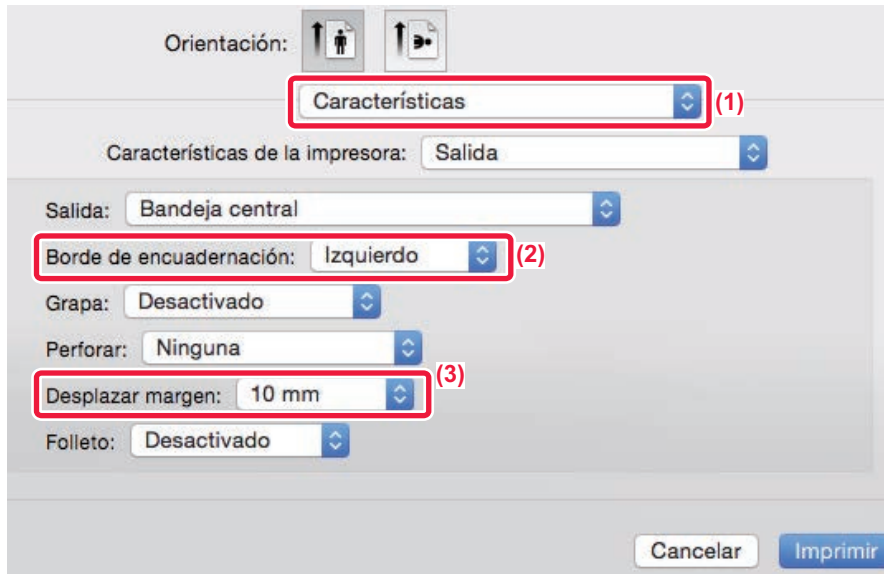 Orientación:
Características (1)
Características de la impresora: Salida
Salida: Bandeja central
Borde de encuadernación: Izquierdo (2)
Grapa: Desactivado
Perforar: Ninguna
Desplazar margen: 10 mm (3)
Folleto: Desactivado
Cancelar Imprimir